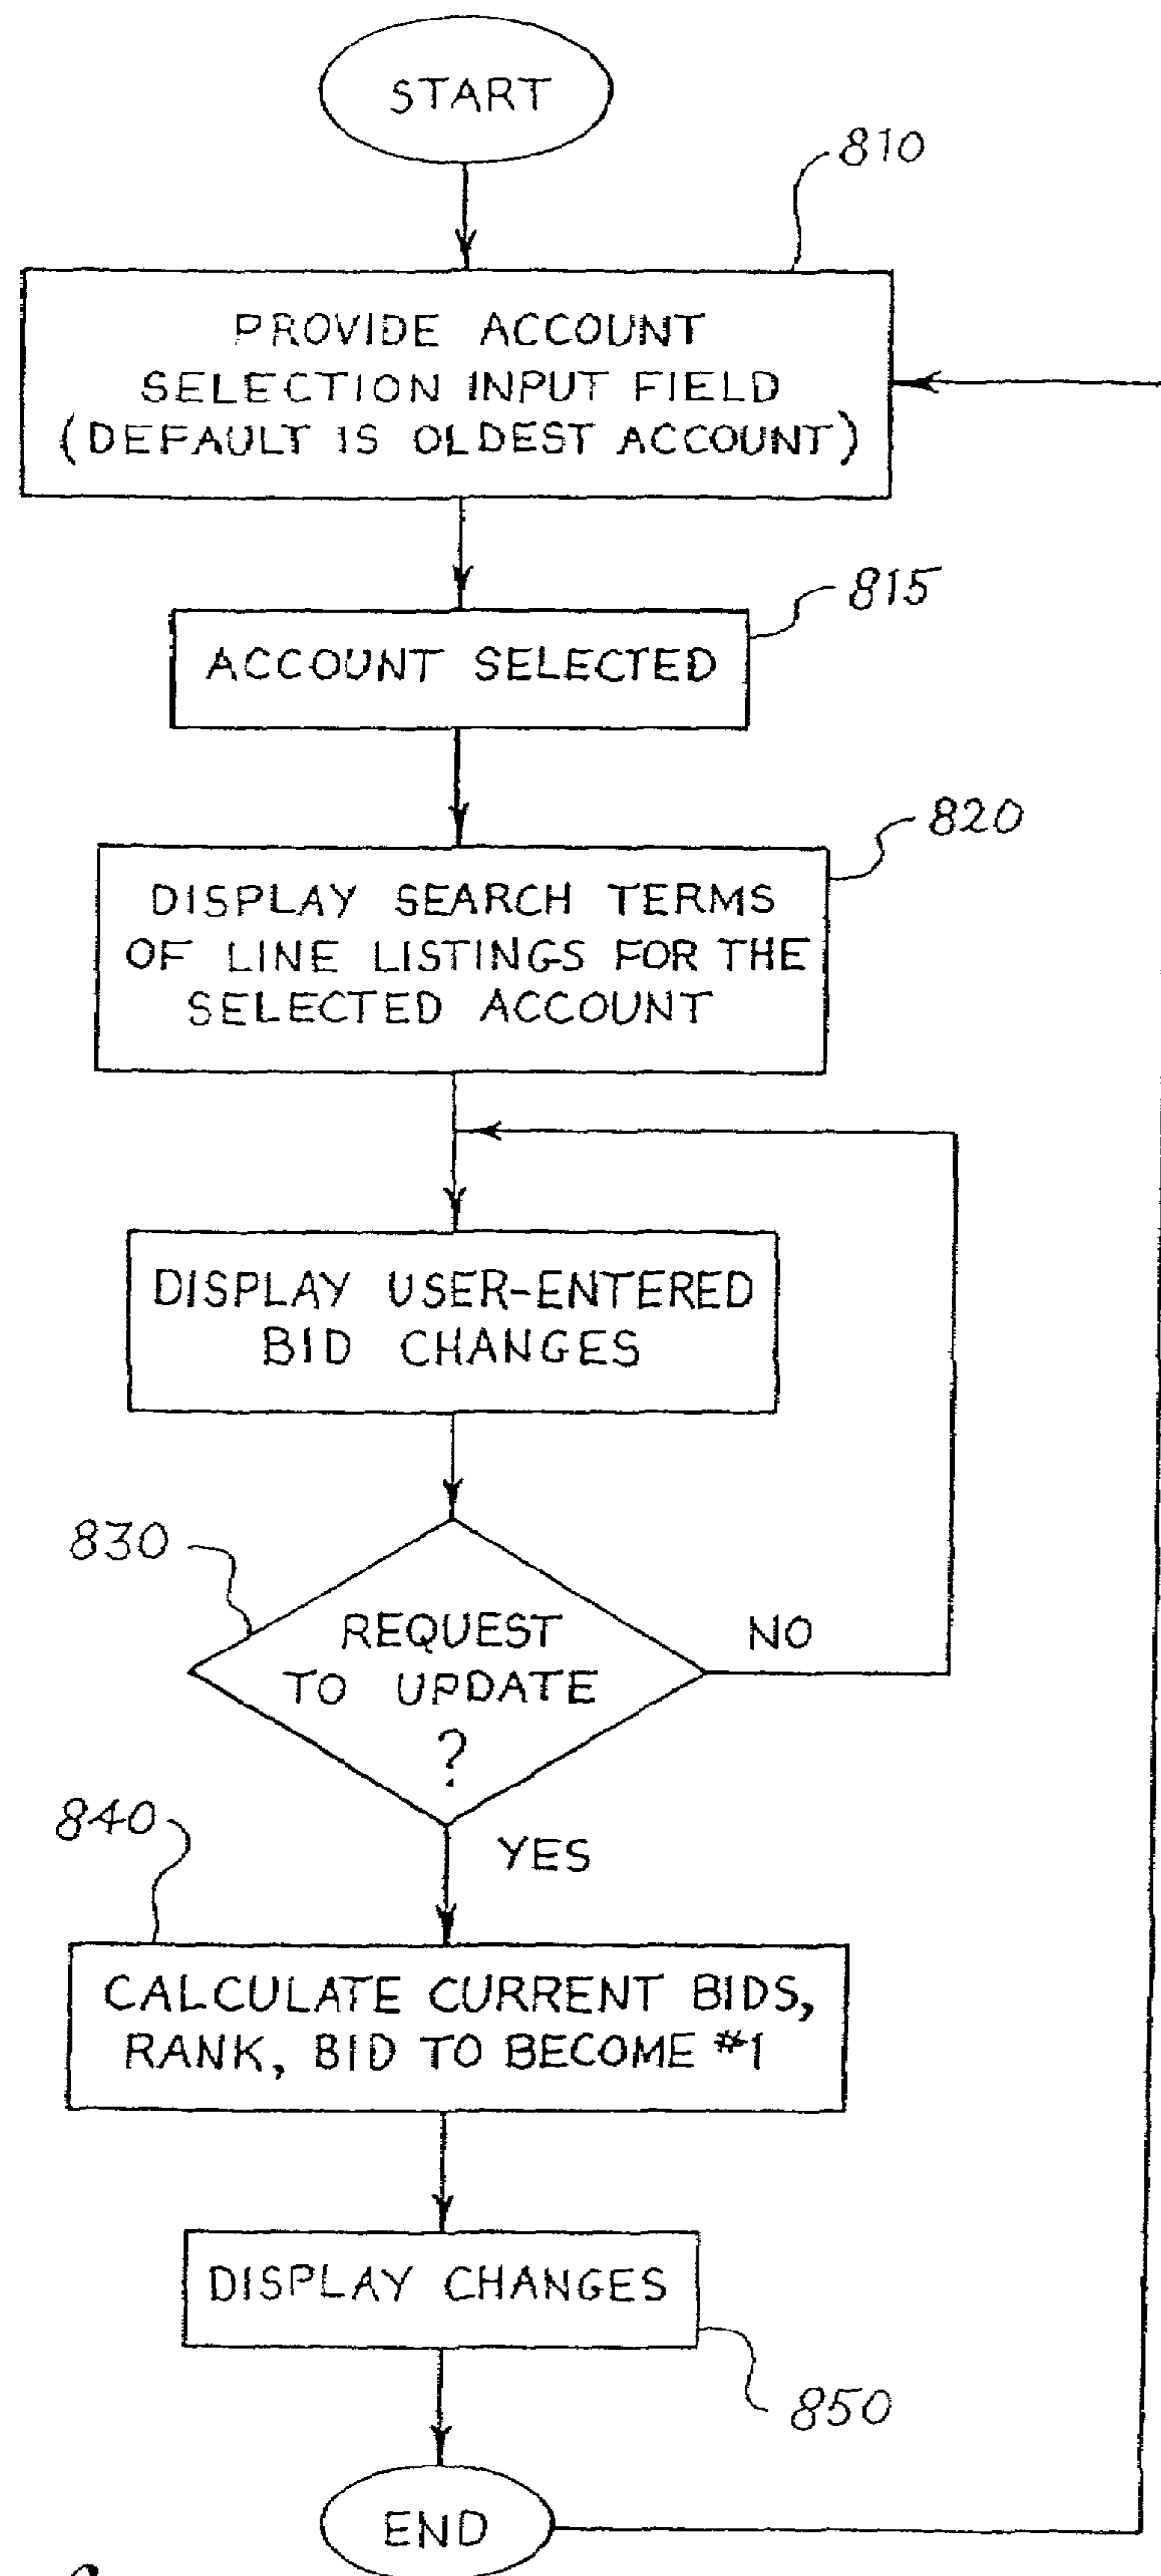 START
810
PROVIDE ACCOUNT
SELECTION INPUT FIELD
(DEFAULT IS OLDEST ACCOUNT)
815
ACCOUNT SELECTED
820
DISPLAY SEARCH TERMS
OF LINE LISTINGS FOR THE
SELECTED ACCOUNT
DISPLAY USER-ENTERED
BID CHANGES
830
REQUEST
TO UPDATE
?
NO
YES
840
CALCULATE CURRENT BIDS,
RANK, BID TO BECOME #1
DISPLAY CHANGES
850
END